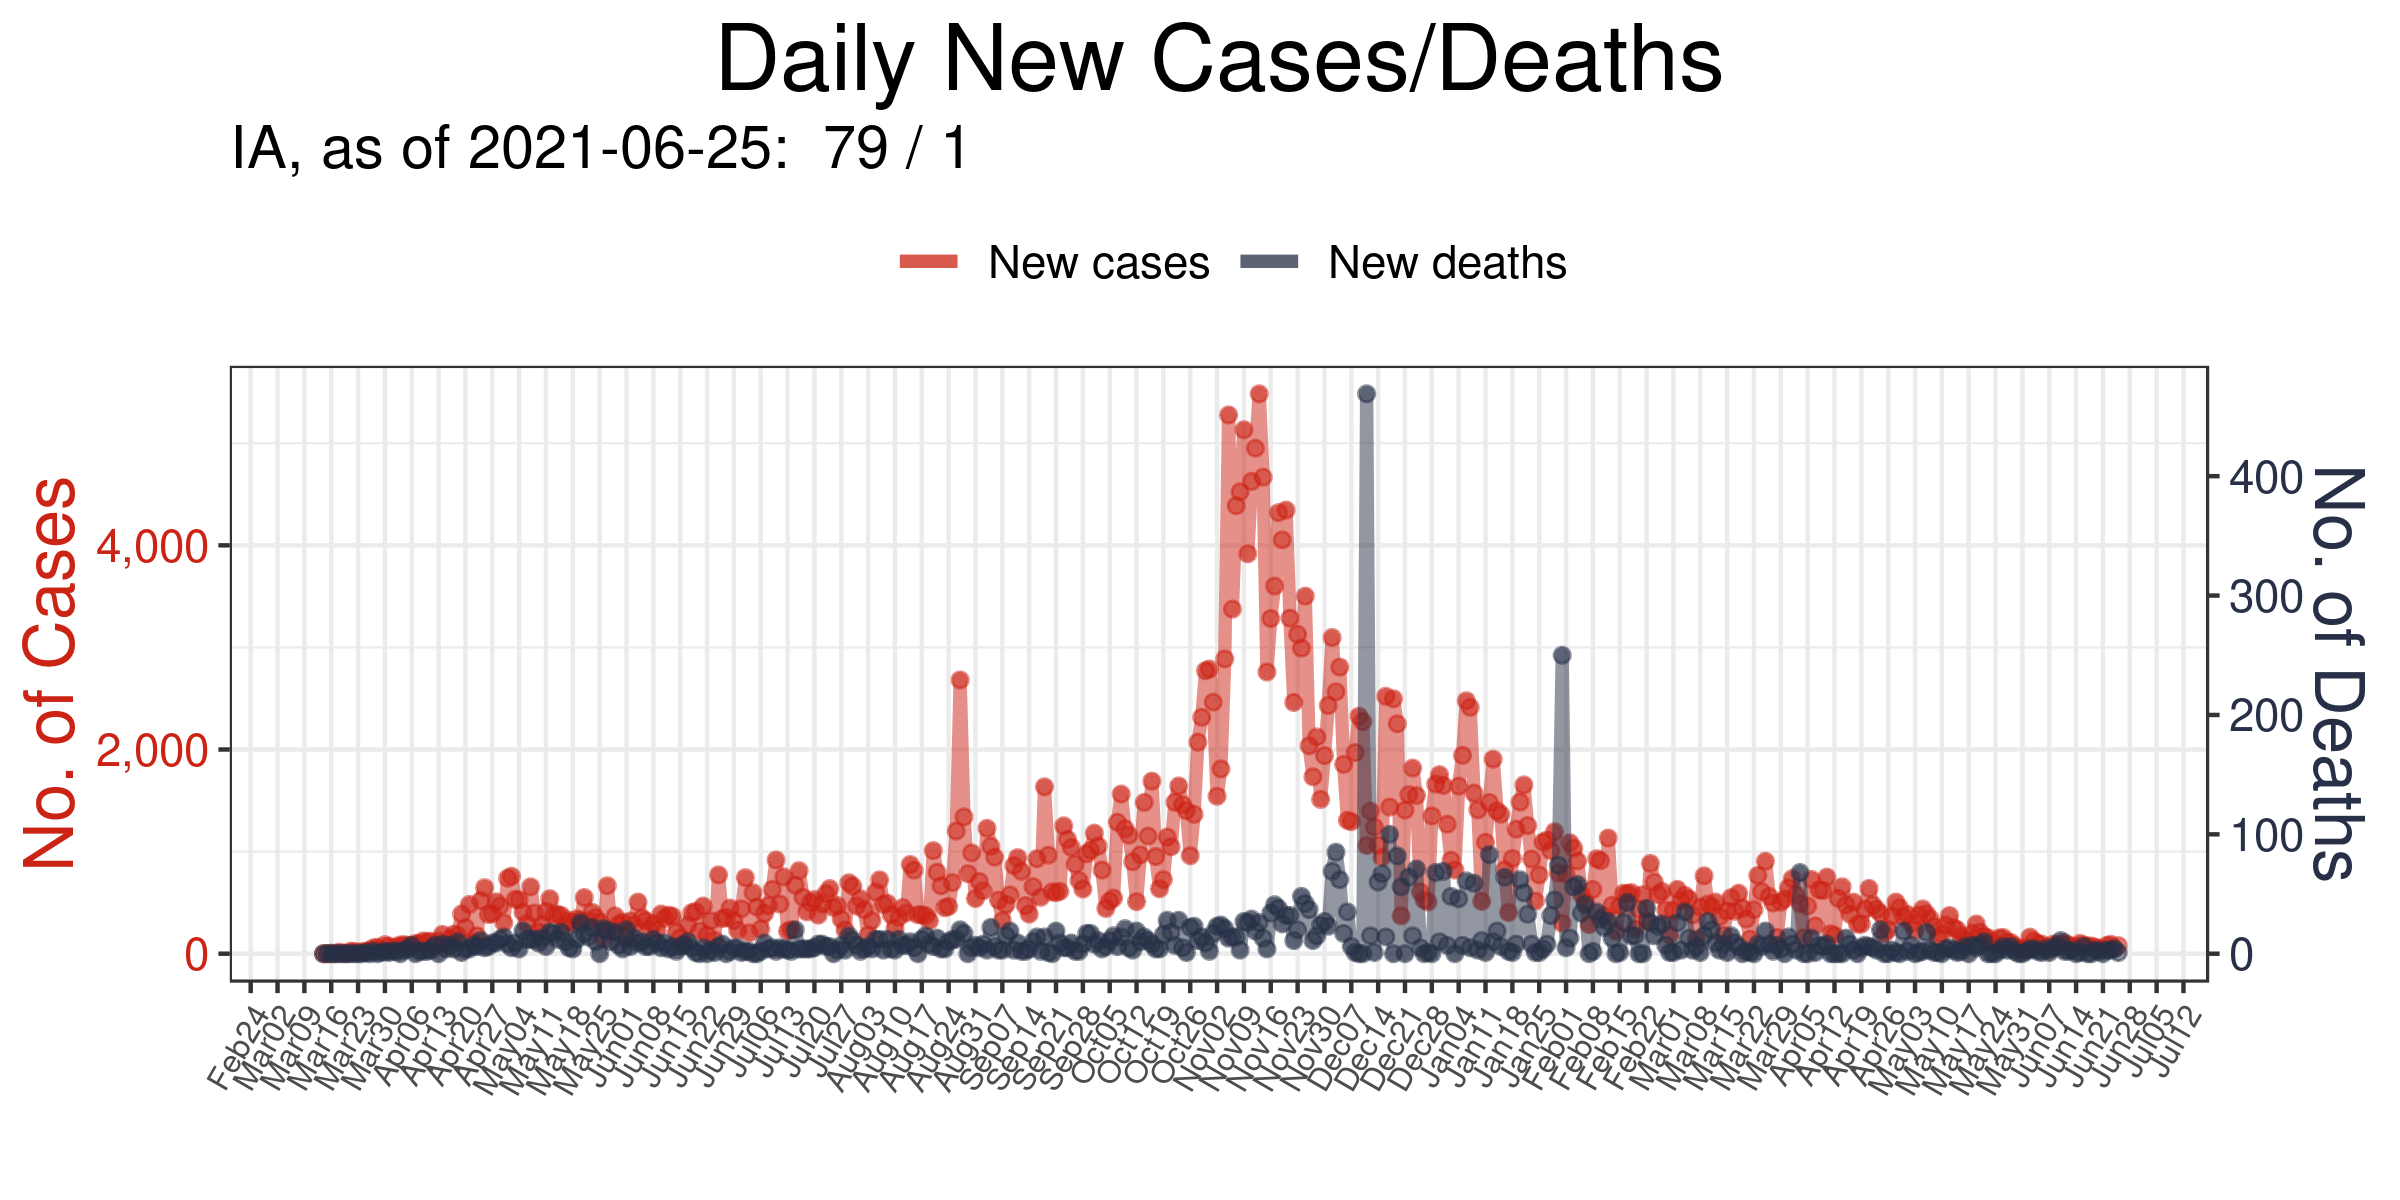 Daily New Cases/Deaths
IA, as of 2021-06-25:  79 / 1
New cases
New deaths
No. of Cases
4,000
2,000
0
400
300
200
100
0
No. of Deaths
Feb24
Mar02
Mar09
Mar16
Mar23
Mar30
Apr06
Apr13
Apr20
Apr27
May04
May11
May18
May25
Jun01
Jun08
Jun15
Jun22
Jun29
Jul06
Jul13
Jul20
Jul27
Aug03
Aug10
Aug17
Aug24
Aug31
Sep07
Sep14
Sep21
Sep28
Oct05
Oct12
Oct19
Oct26
Nov02
Nov09
Nov16
Nov23
Nov30
Dec07
Dec14
Dec21
Dec28
Jan04
Jan11
Jan18
Jan25
Feb01
Feb08
Feb15
Feb22
Mar01
Mar08
Mar15
Mar22
Mar29
Apr05
Apr12
Apr19
Apr26
May03
May10
May17
May24
May31
Jun07
Jun14
Jun21
Jun28
Jul05
Jul12